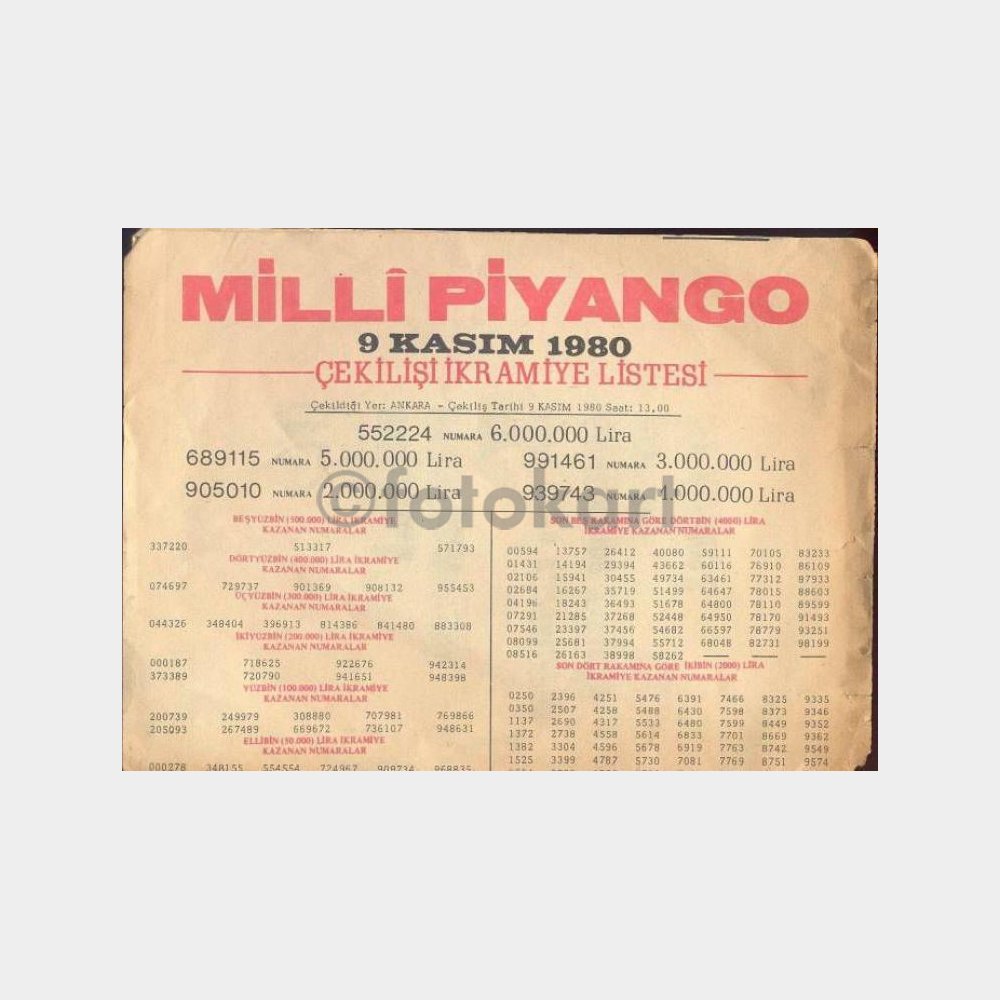 MİLLÎ PİYANGO
9 KASIM 1980
ÇEKİLİŞİ İKRAMİYE LİSTESİ
Çekildiği Yer: ANKARA - Çekiliş Tarihi 9 KASIM 1980 Saat: 13,00
552224 NUMARA 6.000.000 Lira
689115 NUMARA 5.000.000 Lira 991461 NUMARA 3.000.000 Lira
905010 NUMARA 2.000.000 Lira 939743 NUMARA 1.000.000 Lira
©fotokart
BEŞYÜZBİN (500.000) LİRA İKRAMİYE
KAZANAN NUMARALAR
337220 513317 571793
DÖRTYÜZBİN (400.000) LİRA İKRAMİYE
KAZANAN NUMARALAR
074697 729737 901369 908132 955453
ÜÇYÜZBİN (300.000) LİRA İKRAMİYE
KAZANAN NUMARALAR
044326 348404 396913 814386 841480 883308
İKİYÜZBİN (200.000) LİRA İKRAMİYE
KAZANAN NUMARALAR
000187 718625 922676 942314
373389 720790 941651 948398
YÜZBİN (100.000) LİRA İKRAMİYE
KAZANAN NUMARALAR
200739 249979 308880 707981 769866
205093 267489 669672 736107 948631
ELLİBİN (50.000) LİRA İKRAMİYE
KAZANAN NUMARALAR
000278 348155 554554 724967 908734 968835
SON BEŞ RAKAMINA GÖRE DÖRTBİN (4000) LİRA
İKRAMİYE KAZANAN NUMARALAR
00594 13757 26412 40080 59111 70105 83233
01431 14194 29394 43662 60116 76910 86109
02106 15941 30455 49734 63461 77312 87933
02684 16267 35719 51499 64647 78015 88603
04196 18243 36493 51678 64800 78110 89599
07291 21285 37268 52448 64950 78170 91493
07546 23397 37456 54682 66597 78779 93251
08099 25681 37994 55712 68048 82731 98199
08516 26163 38998 58262
SON DÖRT RAKAMINA GÖRE İKİBİN (2000) LİRA
İKRAMİYE KAZANAN NUMARALAR
0250 2396 4251 5476 6391 7466 8325 9335
0350 2507 4258 5488 6430 7598 8373 9346
1137 2690 4317 5533 6480 7599 8449 9352
1372 2738 4558 5614 6833 7701 8669 9362
1382 3304 4596 5678 6919 7763 8742 9549
1525 3399 4787 5730 7081 7769 8751 9574